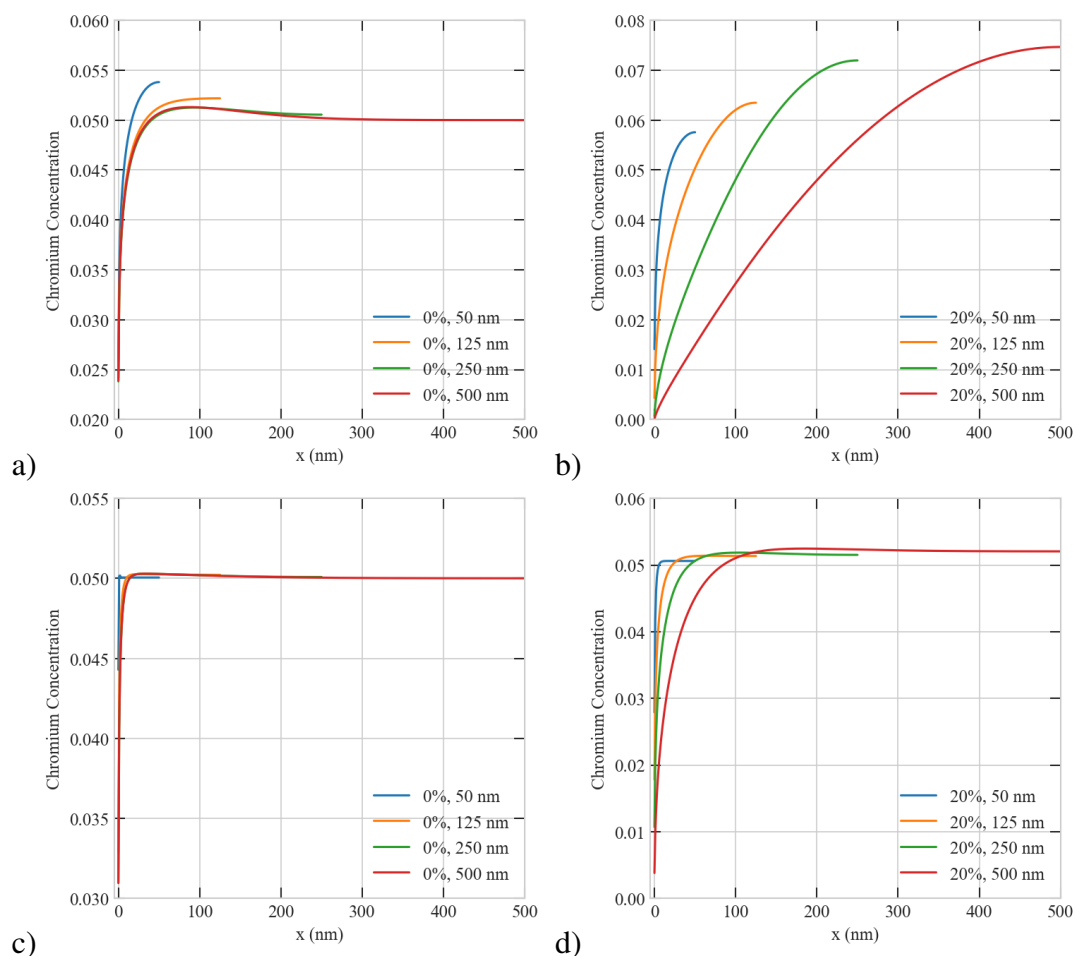 0.060
0.055
0.050
0.045
0.040
0.035
0.030
0.025
0.020
Chromium Concentration
0%, 50 nm
0%, 125 nm
0%, 250 nm
0%, 500 nm
0 100 200 300 400 500
x (nm)
a)
0.08
0.07
0.06
0.05
0.04
0.03
0.02
0.01
0.00
Chromium Concentration
20%, 50 nm
20%, 125 nm
20%, 250 nm
20%, 500 nm
0 100 200 300 400 500
x (nm)
b)
0.055
0.050
0.045
0.040
0.035
0.030
Chromium Concentration
0%, 50 nm
0%, 125 nm
0%, 250 nm
0%, 500 nm
0 100 200 300 400 500
x (nm)
c)
0.06
0.05
0.04
0.03
0.02
0.01
0.00
Chromium Concentration
20%, 50 nm
20%, 125 nm
20%, 250 nm
20%, 500 nm
0 100 200 300 400 500
x (nm)
d)